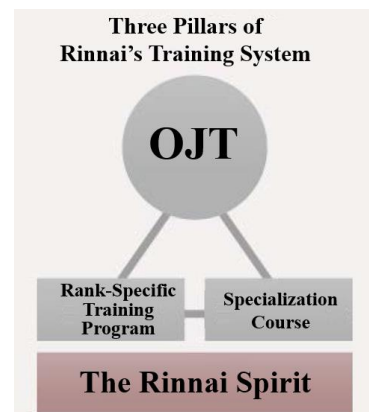 Three Pillars of
Rinnai's Training System
OJT
Rank-Specific
Training
Program
Specialization
Course
The Rinnai Spirit